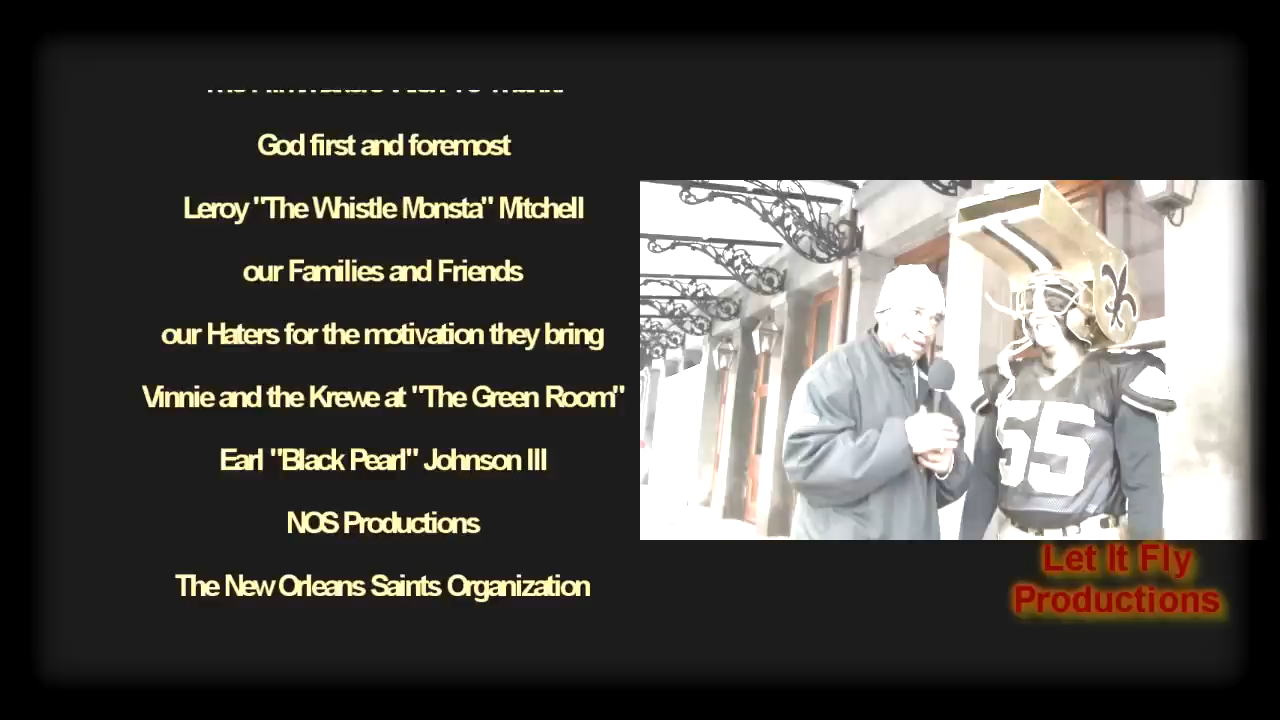 God first and foremost
Leroy "The Whistle Monsta" Mitchell
our Families and Friends
our Haters for the motivation they bring
Vinnie and the Krewe at "The Green Room"
Earl "Black Pearl" Johnson III
NOS Productions
The New Orleans Saints Organization
55
Let It Fly
Productions